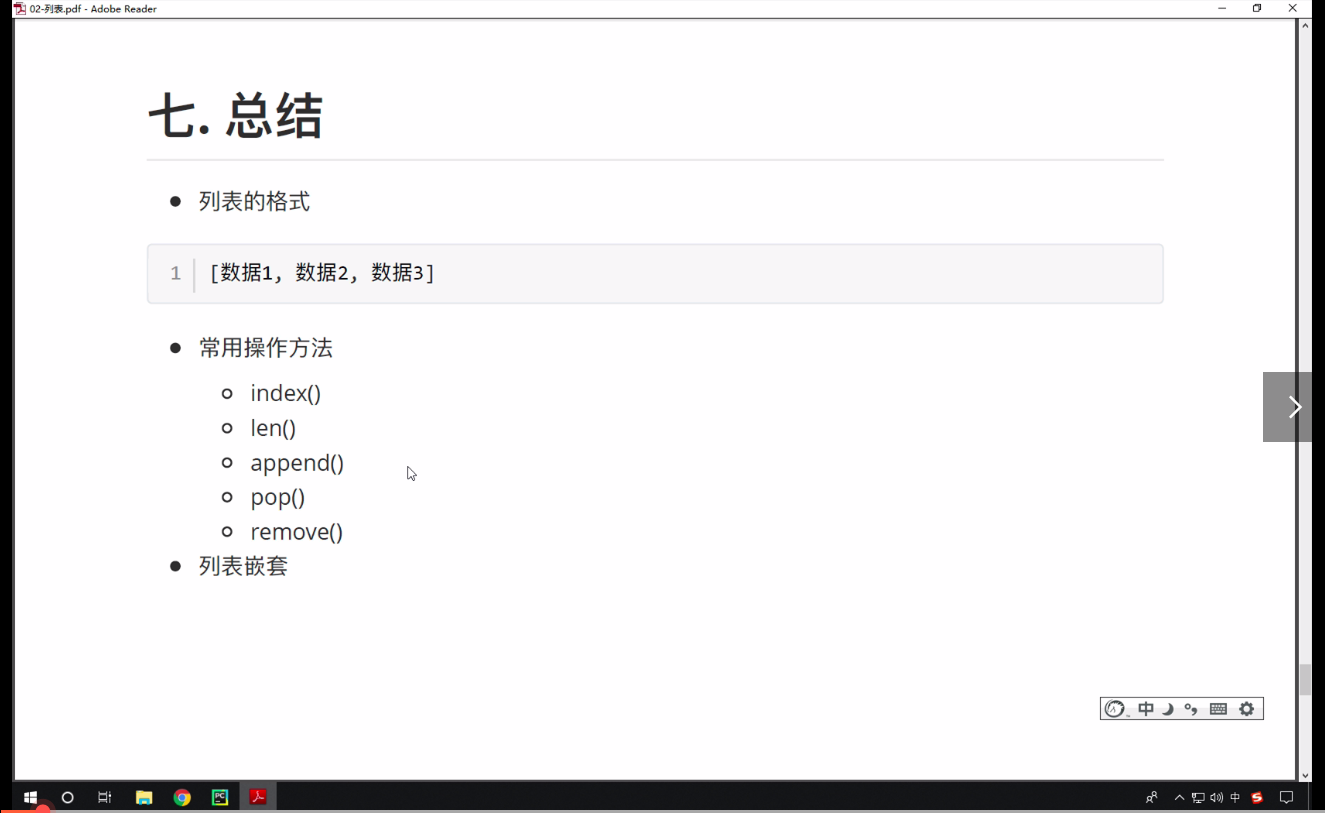 02-列表.pdf - Adobe Reader
七. 总结
列表的格式
1 [数据1, 数据2, 数据3]
常用操作方法
index()
len()
append()
pop()
remove()
列表嵌套
中
中